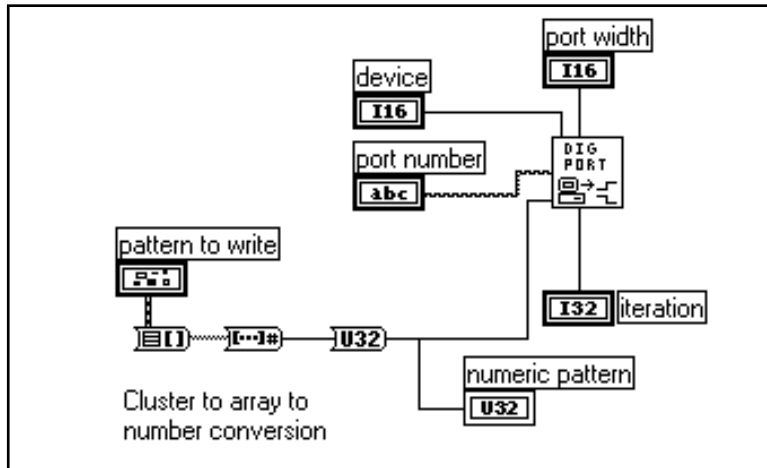 port width
I16
device
I16
DIG
PORT
port number
abc
pattern to write
I32
iteration
[]
[···]#
U32
numeric pattern
U32
Cluster to array to
number conversion